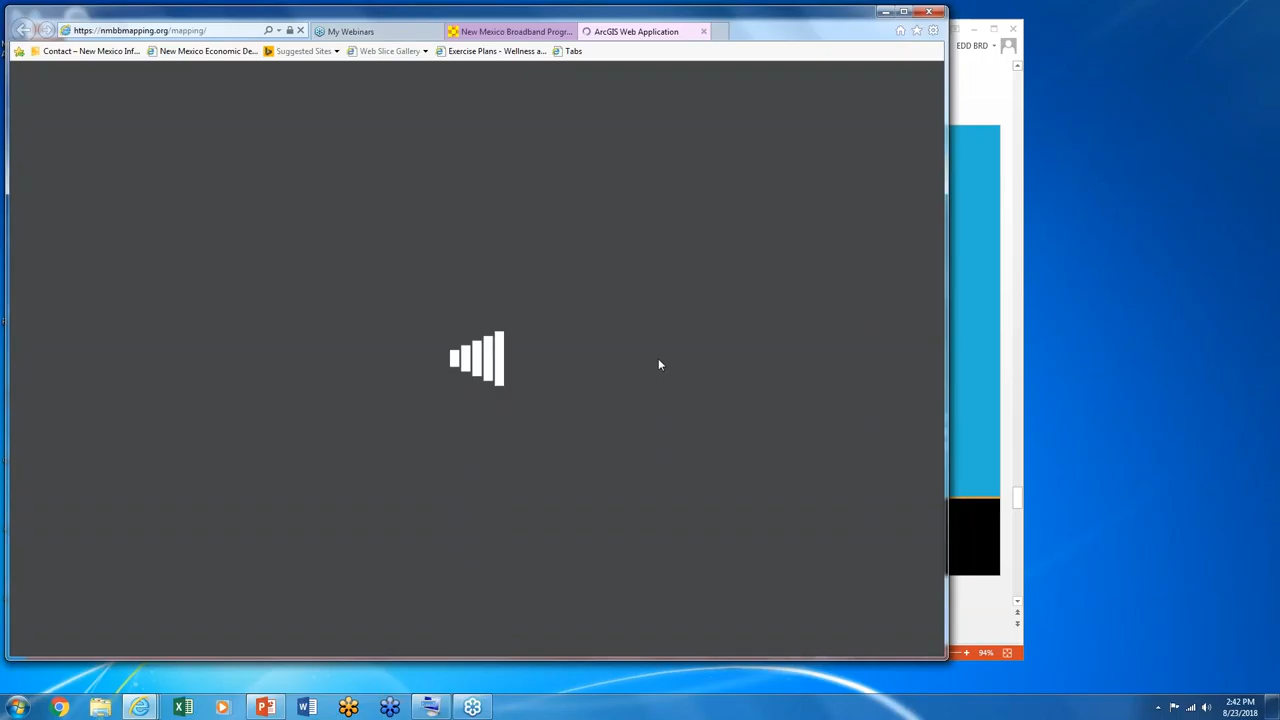 https://nmbbmapping.org/mapping/
My Webinars
New Mexico Broadband Progr...
ArcGIS Web Application
Contact – New Mexico Inf...
New Mexico Economic De...
Suggested Sites
Web Slice Gallery
Exercise Plans - Wellness a...
Tabs
EDD BRD
94%
2:42 PM
8/23/2018